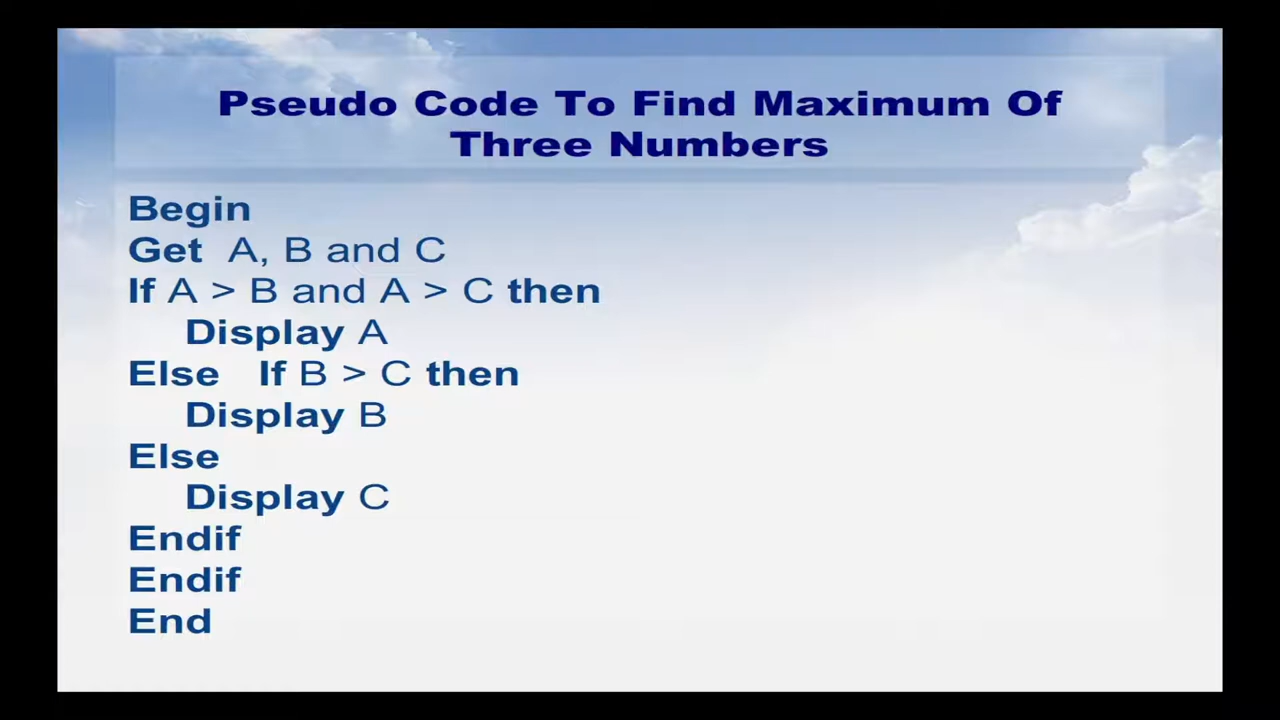 Pseudo Code To Find Maximum Of
Three Numbers
Begin
Get A, B and C
If A > B and A > C then
Display A
Else If B > C then
Display B
Else
Display C
Endif
Endif
End